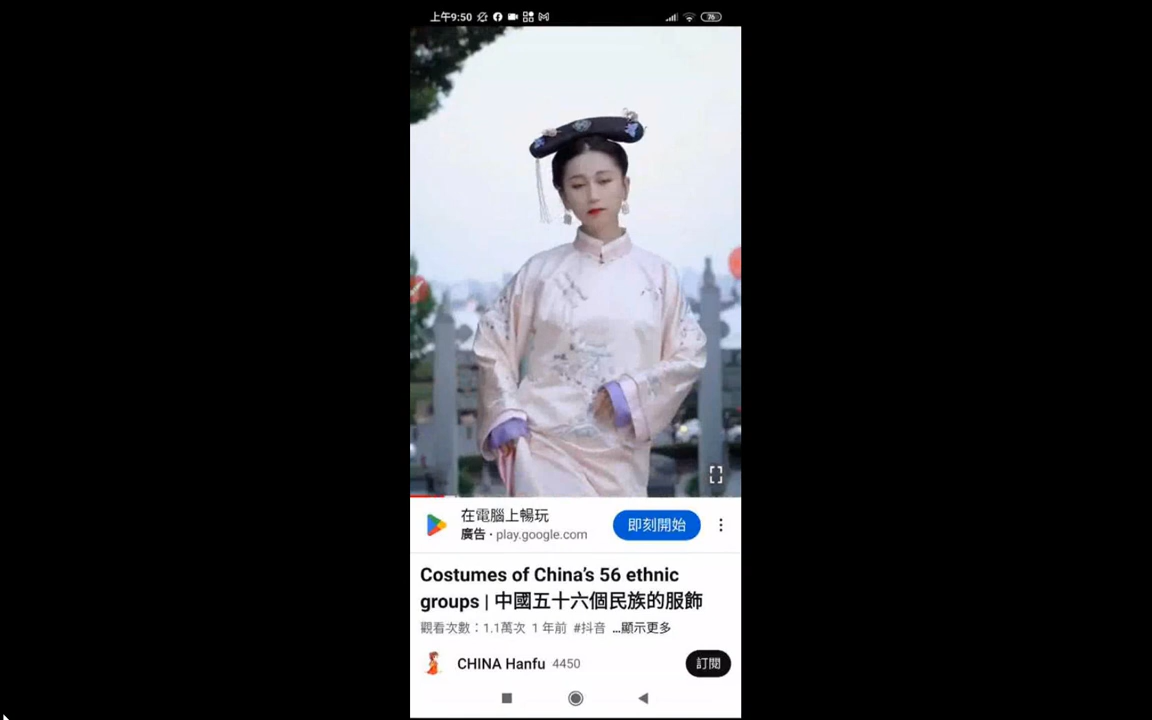 上午9:50
76
在電腦上暢玩
廣告 · play.google.com
即刻開始
Costumes of China's 56 ethnic
groups | 中國五十六個民族的服飾
觀看次數：1.1萬次 1 年前 #抖音 ...顯示更多
CHINA Hanfu 4450
訂閱